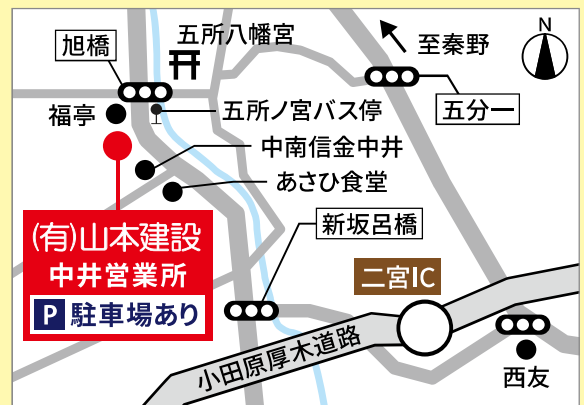 五所八幡宮
N
旭橋
至秦野
福亭
五所ノ宮バス停
五分一
中南信金中井
あさひ食堂
(有)山本建設
中井営業所
P 駐車場あり
新坂呂橋
二宮IC
小田原厚木道路
西友